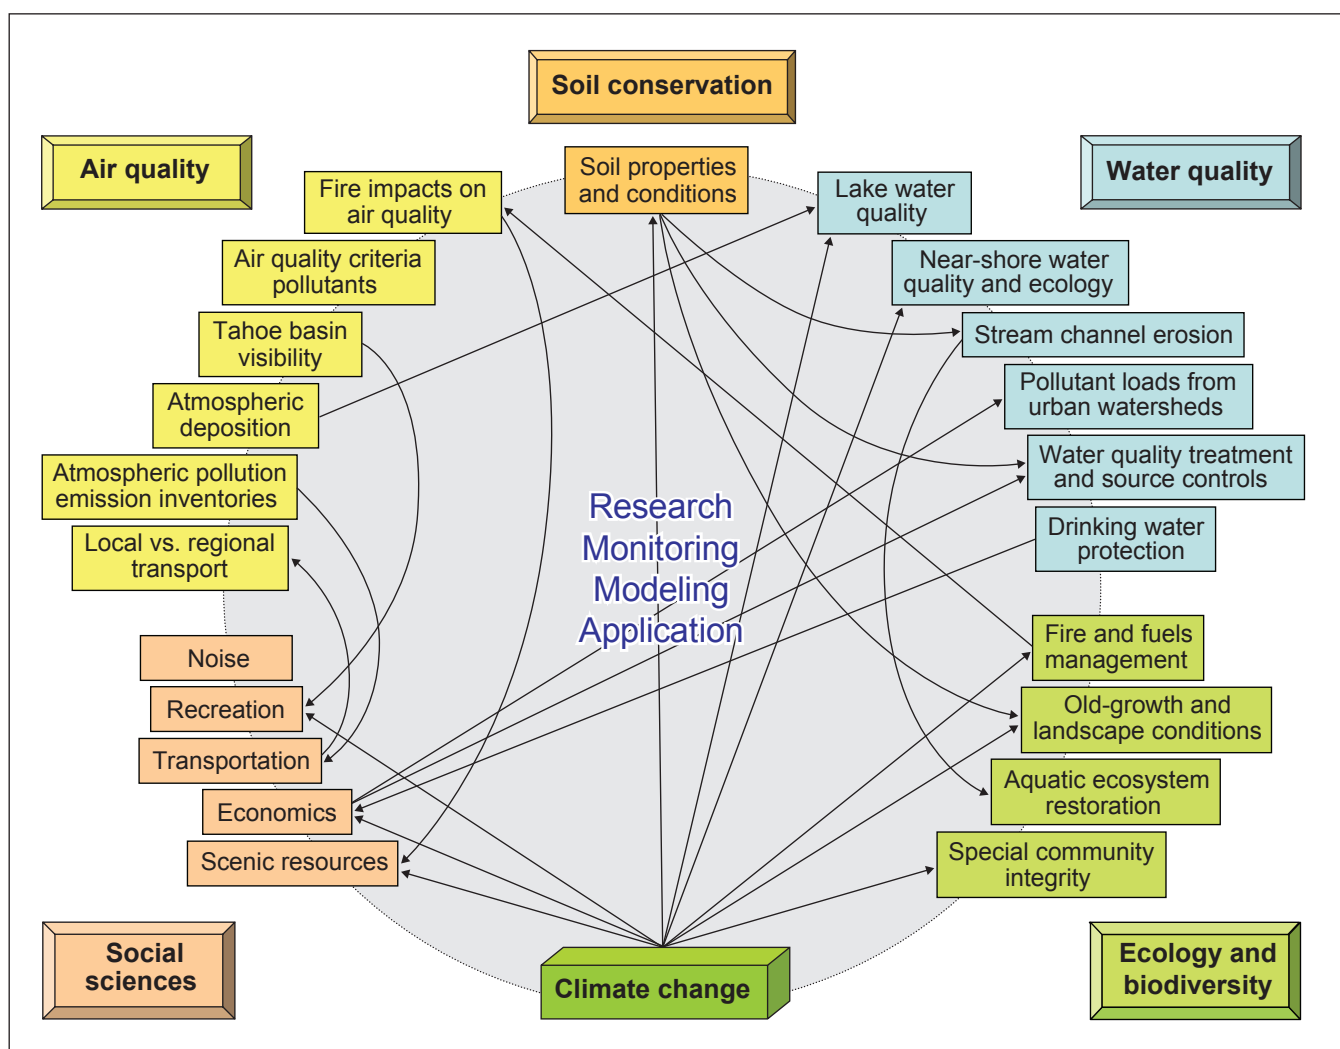 Soil conservation
Air quality
Water quality
Soil properties
and conditions
Fire impacts on
air quality
Air quality criteria
pollutants
Tahoe basin
visibility
Atmospheric
deposition
Atmospheric pollution
emission inventories
Local vs. regional
transport
Lake water
quality
Near-shore water
quality and ecology
Stream channel erosion
Pollutant loads from
urban watersheds
Water quality treatment
and source controls
Drinking water
protection
Research
Monitoring
Modeling
Application
Noise
Recreation
Transportation
Economics
Scenic resources
Fire and fuels
management
Old-growth and
landscape conditions
Aquatic ecosystem
restoration
Special community
integrity
Social
sciences
Climate change
Ecology and
biodiversity